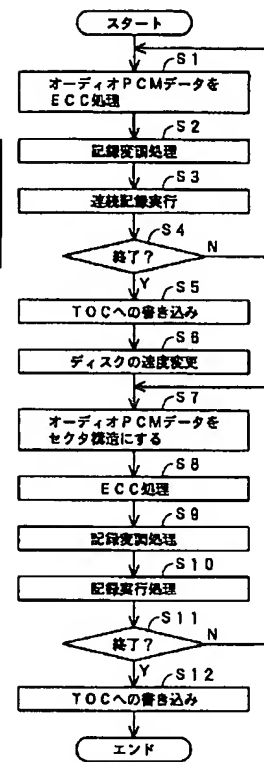 スタート
S1
オーディオPCMデータを
ECC処理
S2
記録変調処理
S3
連続記録実行
S4
終了?
N
Y
S5
TOCへの書き込み
S6
ディスクの速度変更
S7
オーディオPCMデータを
セクタ構造にする
S8
ECC処理
S9
記録変調処理
S10
記録実行処理
S11
終了?
N
Y
S12
TOCへの書き込み
エンド